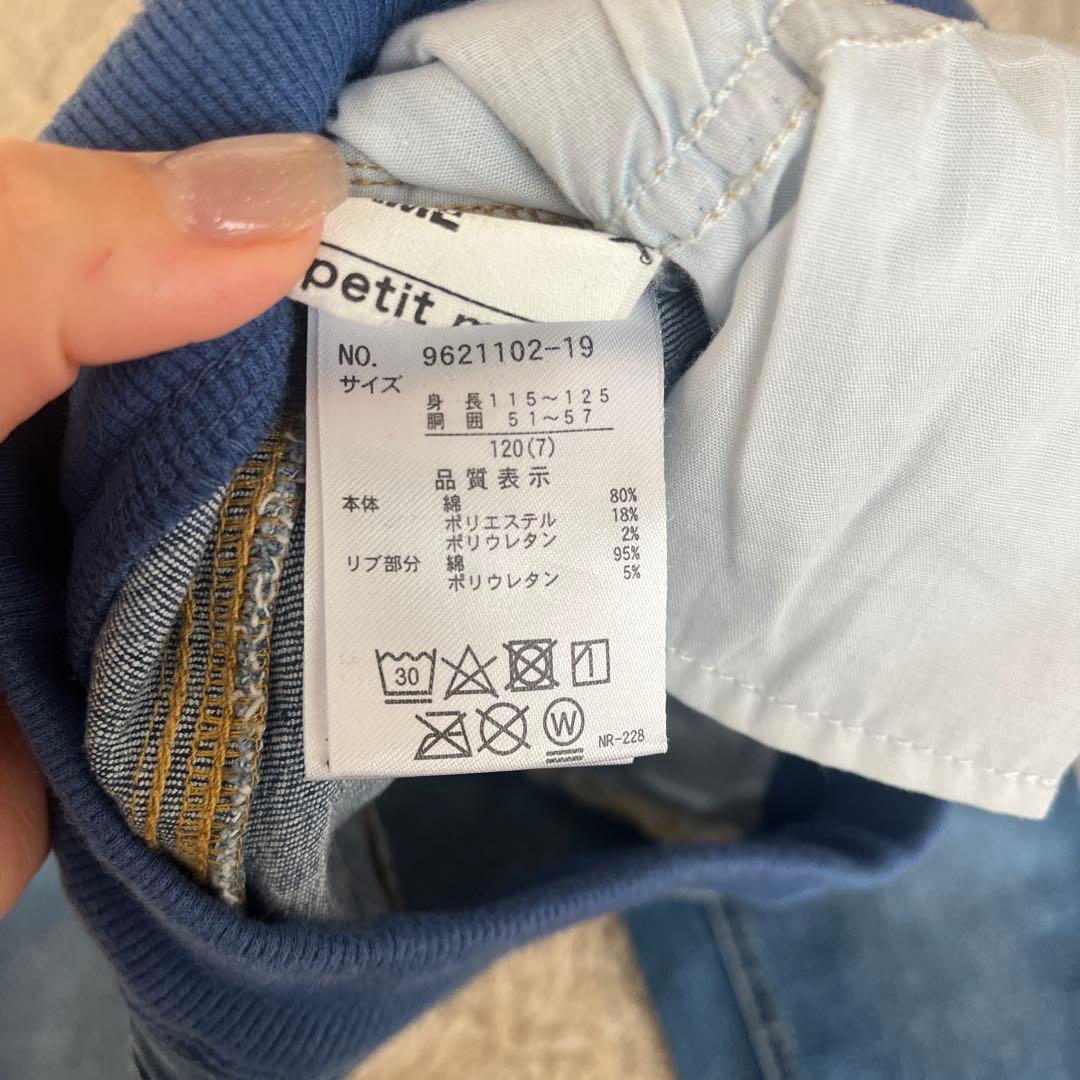 petit
NO. 9621102-19
サイズ
身長 115~125
胴囲 51~57
120(7)
品質表示
本体 綿 80%
ポリエステル 18%
ポリウレタン 2%
リブ部分 綿 95%
ポリウレタン 5%
30
W
NR-228